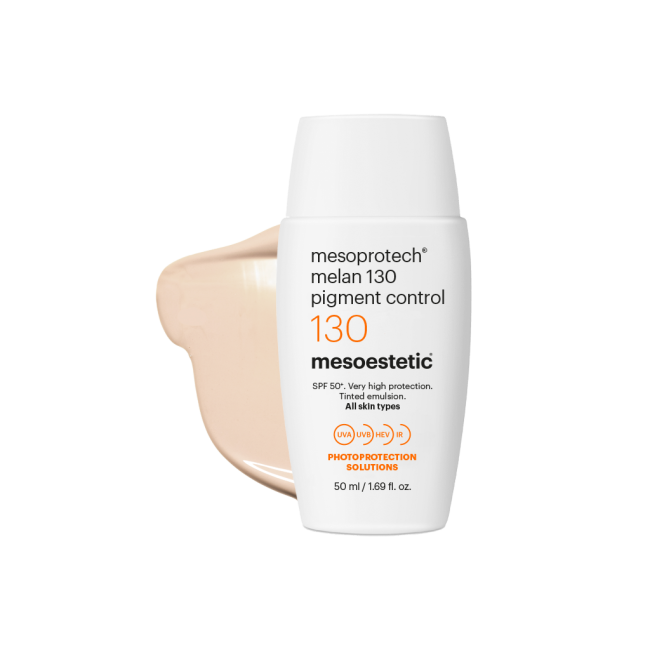 mesoprotech®
melan 130
pigment control
130
mesoestetic®
SPF 50+. Very high protection.
Tinted emulsion.
All skin types
UVA UVB HEV IR
PHOTOPROTECTION
SOLUTIONS
50 ml / 1.69 fl. oz.